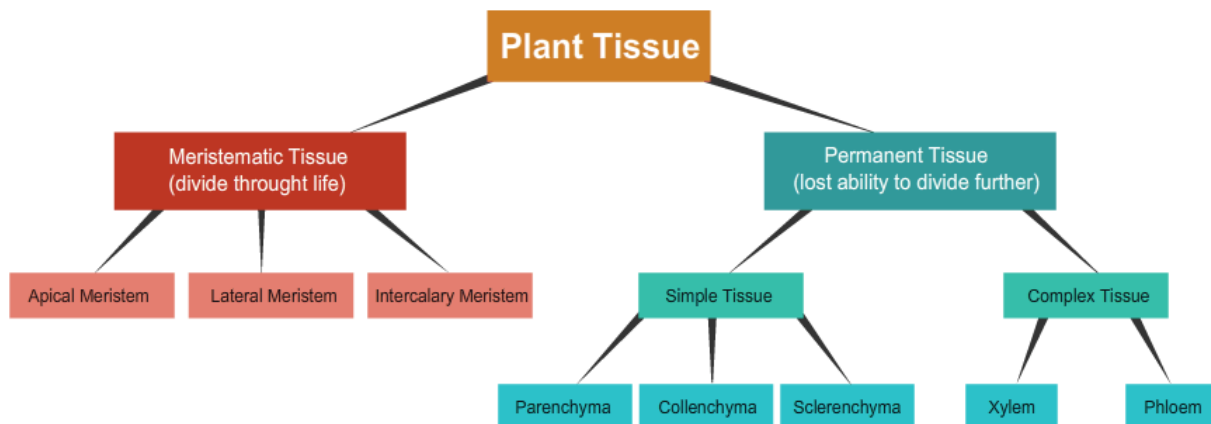 Plant Tissue
Meristematic Tissue
(divide throught life)
Permanent Tissue
(lost ability to divide further)
Apical Meristem
Lateral Meristem
Intercalary Meristem
Simple Tissue
Complex Tissue
Parenchyma
Collenchyma
Sclerenchyma
Xylem
Phloem